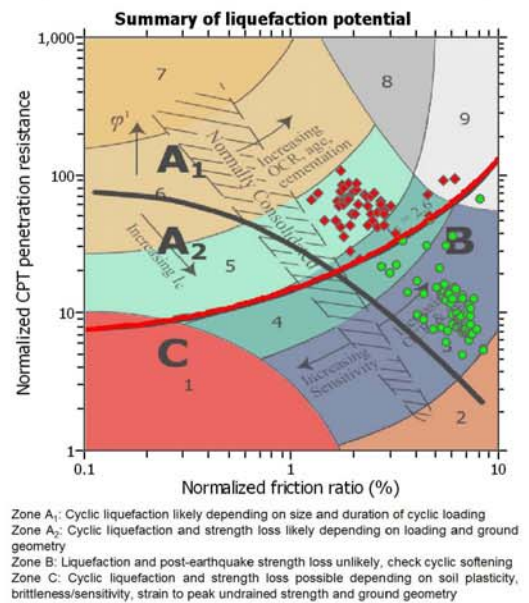 Summary of liquefaction potential
1,000
7
8
9
φ'
Increasing
OCR, age,
cementation
A1
Normally Consolidated
100
6
A2
B
Increasing Ic
5
10
4
C
1
Increasing
Sensitivity
2
1
0.1
1
10
Normalized CPT penetration resistance
Normalized friction ratio (%)
Zone A1: Cyclic liquefaction likely depending on size and duration of cyclic loading
Zone A2: Cyclic liquefaction and strength loss likely depending on loading and ground
geometry
Zone B: Liquefaction and post-earthquake strength loss unlikely, check cyclic softening
Zone C: Cyclic liquefaction and strength loss possible depending on soil plasticity,
brittleness/sensitivity, strain to peak undrained strength and ground geometry